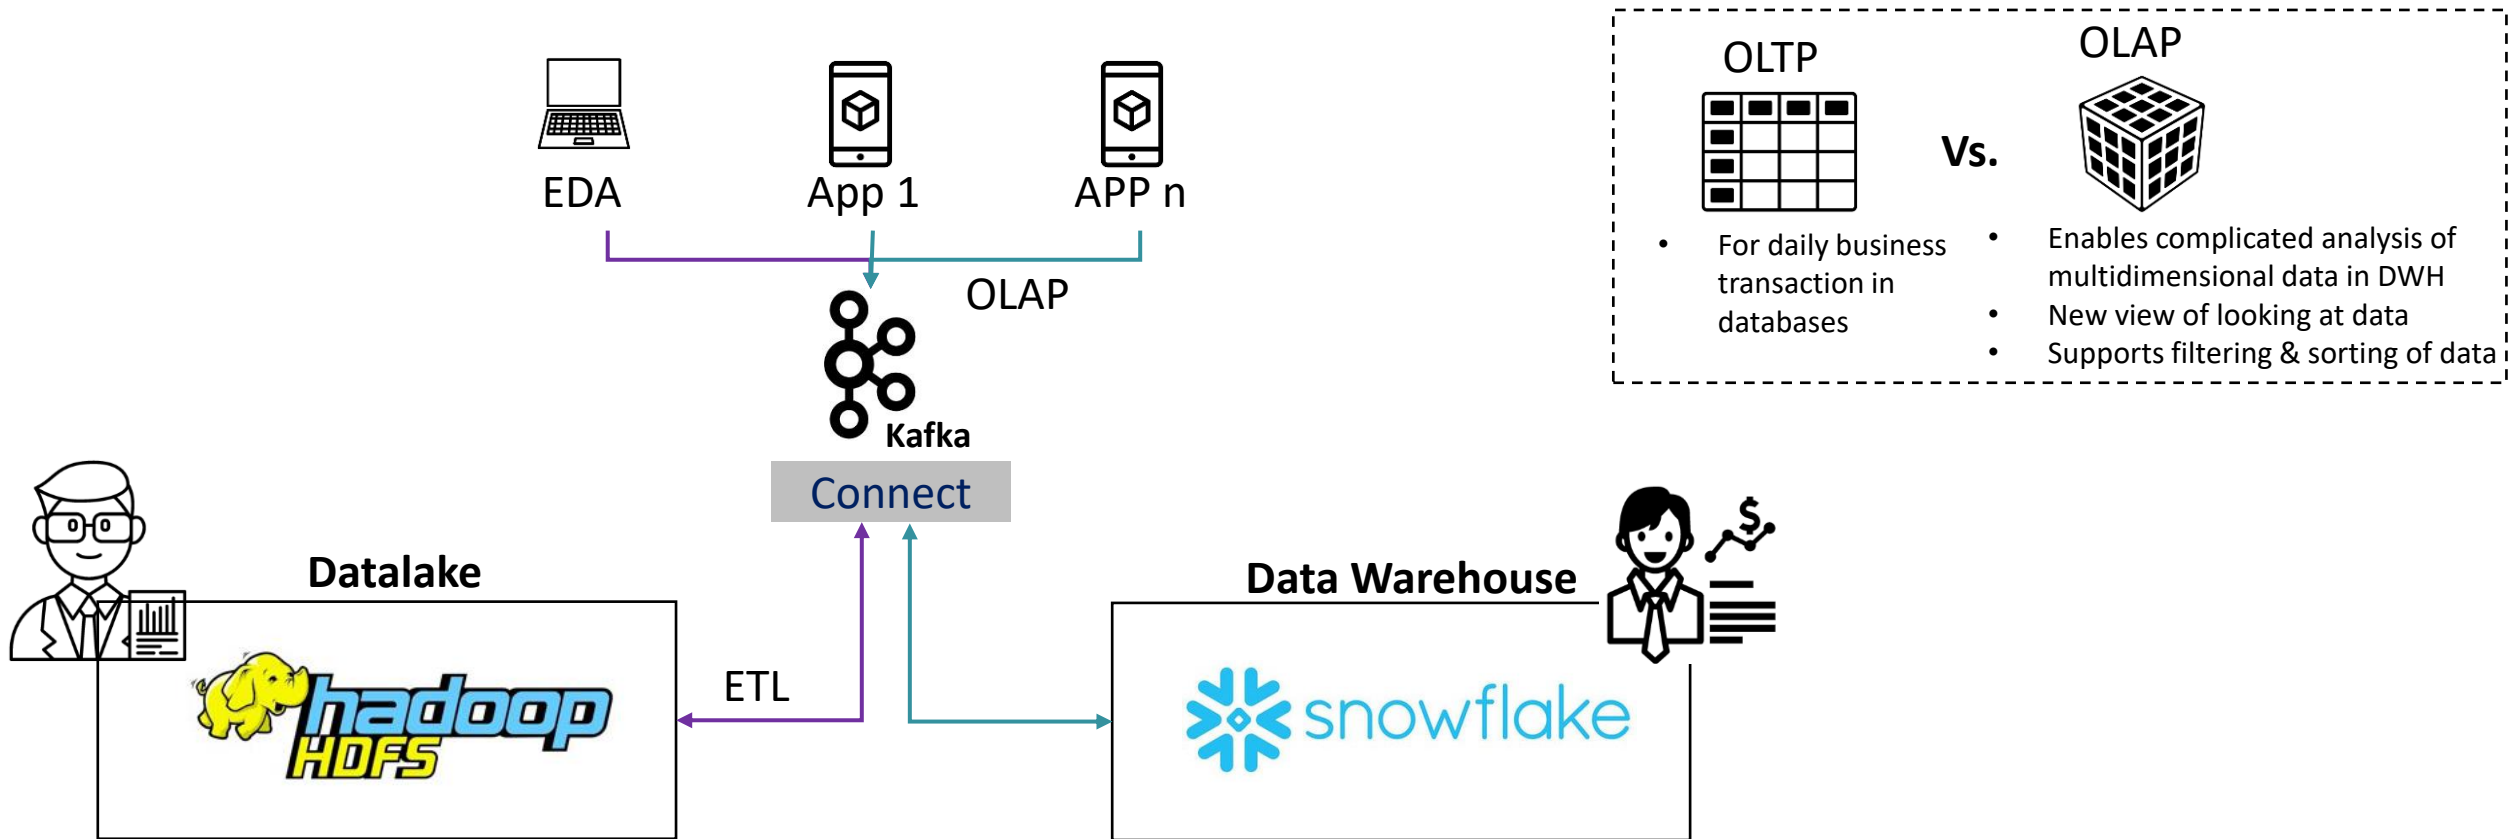 EDA
App 1
APP n
OLAP
Kafka
Connect
Datalake
hadoop
HDFS
ETL
Data Warehouse
$
snowflake
OLTP
Vs.
OLAP
• For daily business
transaction in
databases
• Enables complicated analysis of
multidimensional data in DWH
• New view of looking at data
• Supports filtering & sorting of data